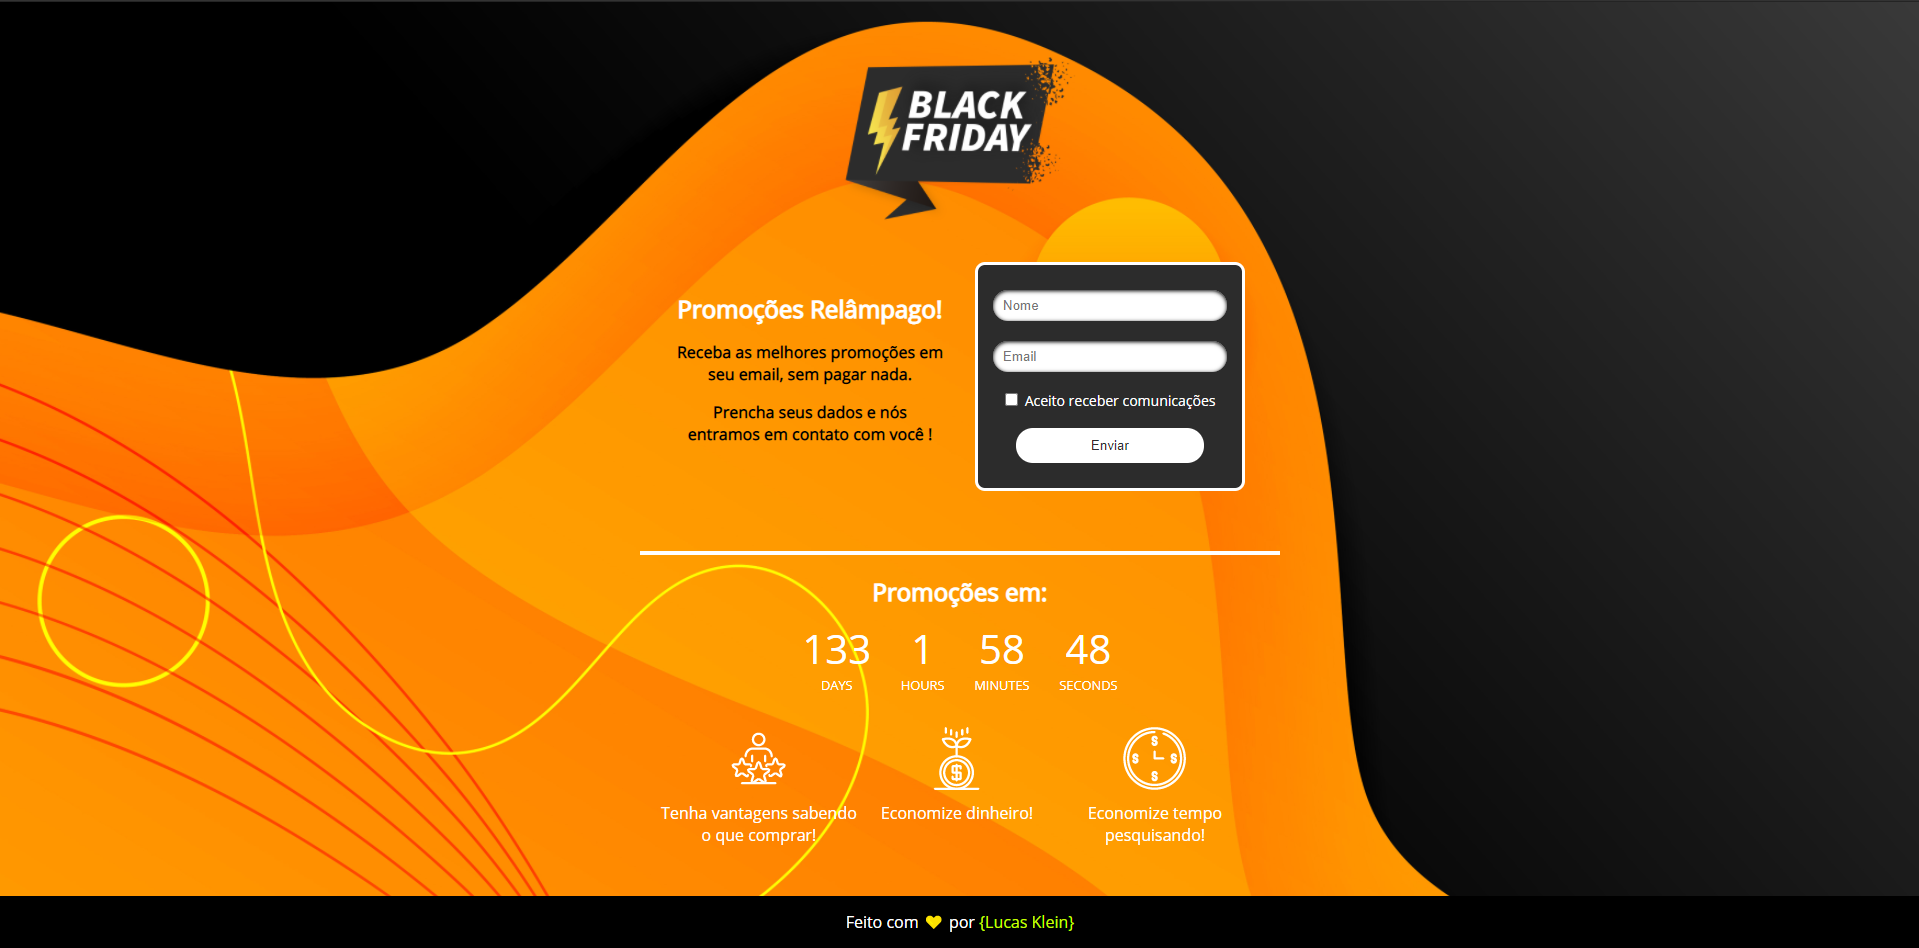 BLACK
FRIDAY
Promoções Relâmpago!
Receba as melhores promoções em
seu email, sem pagar nada.
Prencha seus dados e nós
entramos em contato com você !
Nome
Email
Aceito receber comunicações
Enviar
Promoções em:
133 1 58 48
DAYS HOURS MINUTES SECONDS
Tenha vantagens sabendo
o que comprar!
Economize dinheiro!
Economize tempo
pesquisando!
Feito com por {Lucas Klein}